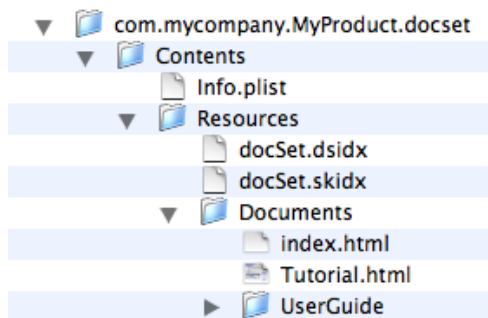 com.mycompany.MyProduct.docset
Contents
Info.plist
Resources
docSet.dsidx
docSet.skidx
Documents
index.html
Tutorial.html
UserGuide